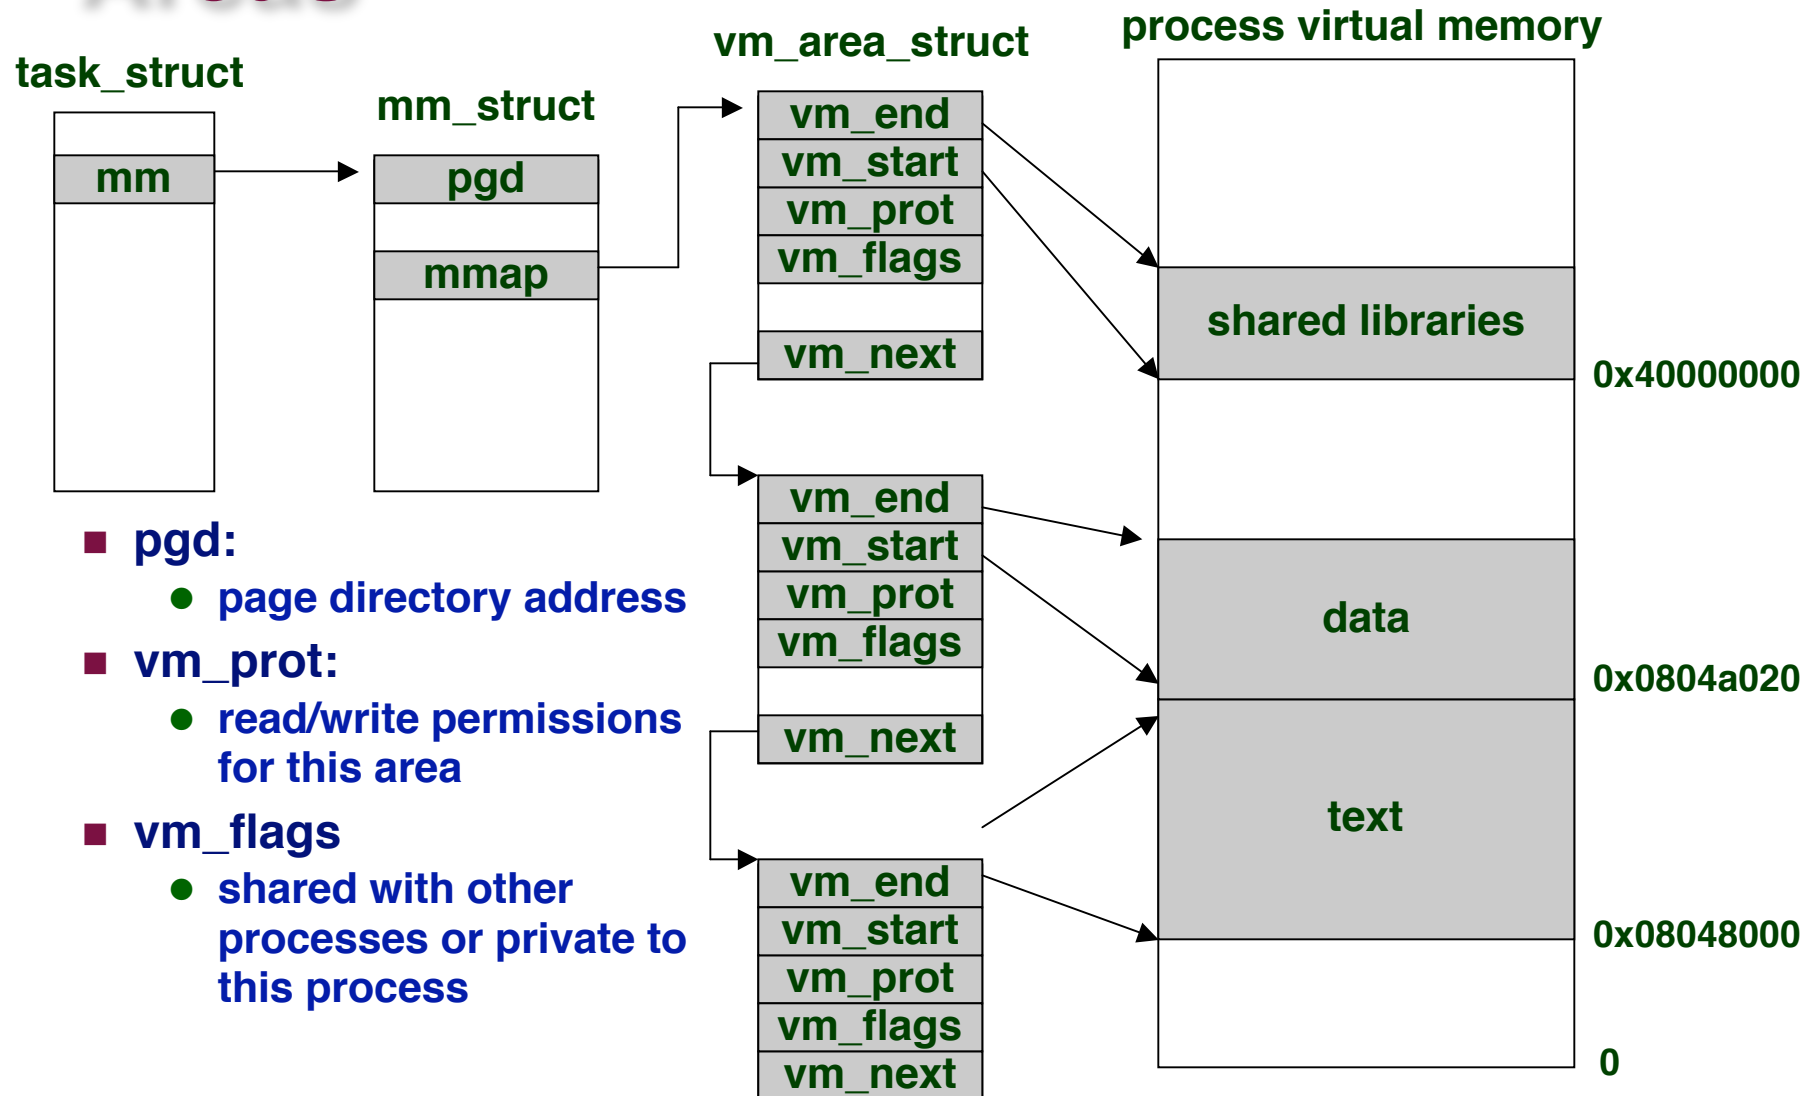 process virtual memory
vm_area_struct
task_struct
mm_struct
mm
pgd
mmap
vm_end
vm_start
vm_prot
vm_flags
vm_next
shared libraries
0x40000000
vm_end
vm_start
vm_prot
vm_flags
vm_next
data
0x0804a020
text
0x08048000
0
vm_end
vm_start
vm_prot
vm_flags
vm_next
■ pgd:
● page directory address
■ vm_prot:
● read/write permissions
for this area
■ vm_flags
● shared with other
processes or private to
this process